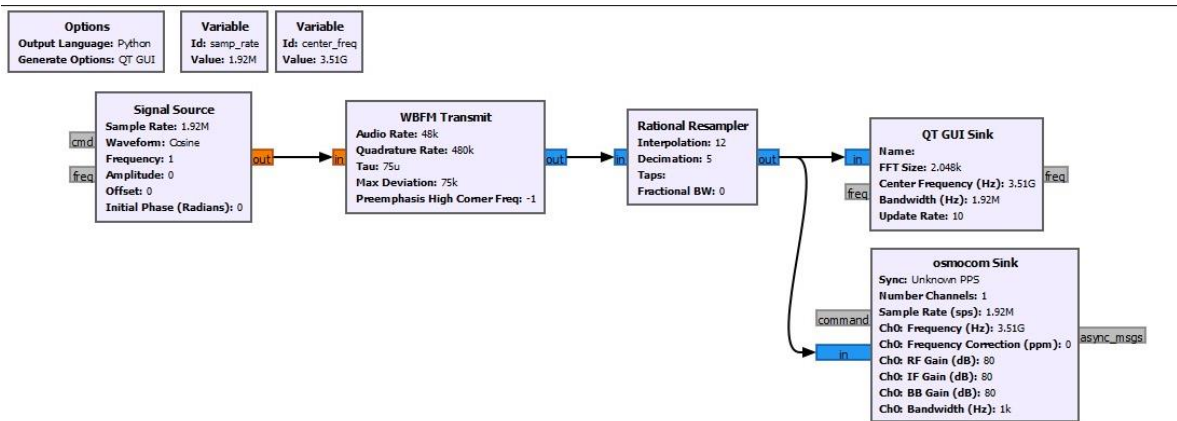 Options
Output Language: Python
Generate Options: QT GUI
Variable
Id: samp_rate
Value: 1.92M
Variable
Id: center_freq
Value: 3.51G
Signal Source
Sample Rate: 1.92M
Waveform: Cosine
Frequency: 1
Amplitude: 0
Offset: 0
Initial Phase (Radians): 0
cmd
freq
out
WBFM Transmit
Audio Rate: 48k
Quadrature Rate: 480k
Tau: 75u
Max Deviation: 75k
Preemphasis High Corner Freq: -1
in
out
Rational Resampler
Interpolation: 12
Decimation: 5
Taps:
Fractional BW: 0
in
out
QT GUI Sink
Name:
FFT Size: 2.048k
Center Frequency (Hz): 3.51G
Bandwidth (Hz): 1.92M
Update Rate: 10
in
freq
freq
osmocom Sink
Sync: Unknown PPS
Number Channels: 1
Sample Rate (sps): 1.92M
Ch0: Frequency (Hz): 3.51G
Ch0: Frequency Correction (ppm): 0
Ch0: RF Gain (dB): 80
Ch0: IF Gain (dB): 80
Ch0: BB Gain (dB): 80
Ch0: Bandwidth (Hz): 1k
command
in
async_msgs